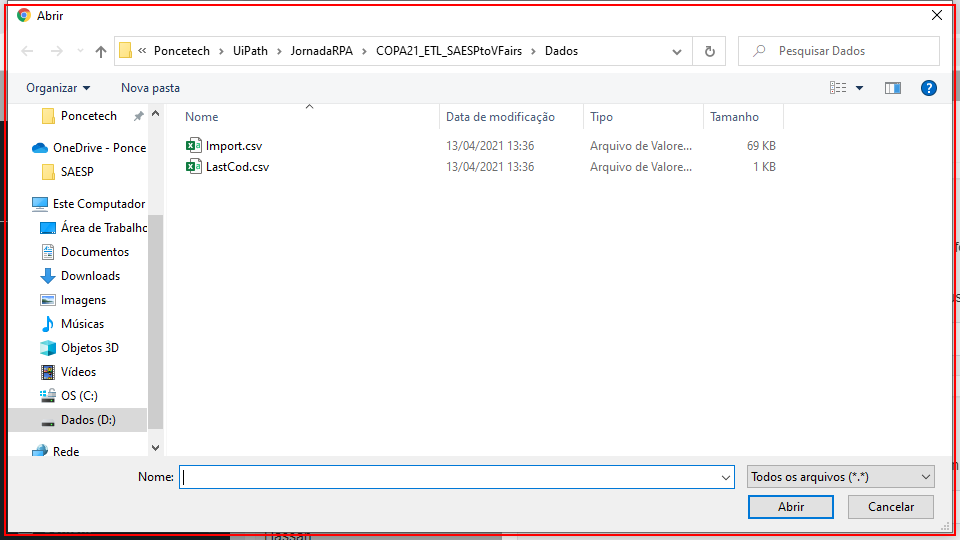 Abrir
« Poncetech > UiPath > JornadaRPA > COPA21_ETL_SAESPtoVFairs > Dados
Pesquisar Dados
Organizar
Nova pasta
Poncetech
OneDrive - Ponce
SAESP
Este Computador
Área de Trabalho
Documentos
Downloads
Imagens
Músicas
Objetos 3D
Vídeos
OS (C:)
Dados (D:)
Rede
Nome Data de modificação Tipo Tamanho
Import.csv 13/04/2021 13:36 Arquivo de Valore... 69 KB
LastCod.csv 13/04/2021 13:36 Arquivo de Valore... 1 KB
Nome:
Todos os arquivos (*.*)
Abrir
Cancelar
Hassan